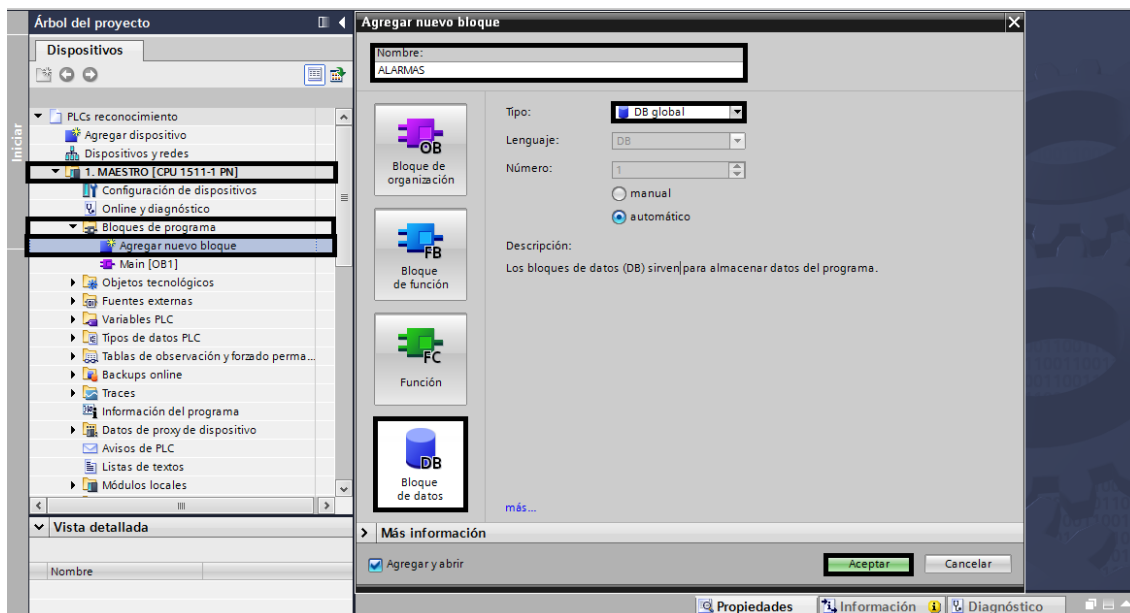 Árbol del proyecto
Dispositivos
Iniciar
PLCs reconocimiento
Agregar dispositivo
Dispositivos y redes
1. MAESTRO [CPU 1511-1 PN]
Configuración de dispositivos
Online y diagnóstico
Bloques de programa
Agregar nuevo bloque
Main [OB1]
Objetos tecnológicos
Fuentes externas
Variables PLC
Tipos de datos PLC
Tablas de observación y forzado perma...
Backups online
Traces
Información del programa
Datos de proxy de dispositivo
Avisos de PLC
Listas de textos
Módulos locales
Vista detallada
Nombre
Agregar nuevo bloque
Nombre:
ALARMAS
OB
Bloque de
organización
FB
Bloque
de función
FC
Función
DB
Bloque
de datos
Tipo:
DB global
Lenguaje:
DB
Número:
1
manual
automático
Descripción:
Los bloques de datos (DB) sirven para almacenar datos del programa.
más...
Más información
Agregar y abrir
Aceptar
Cancelar
Propiedades
Información
Diagnóstico